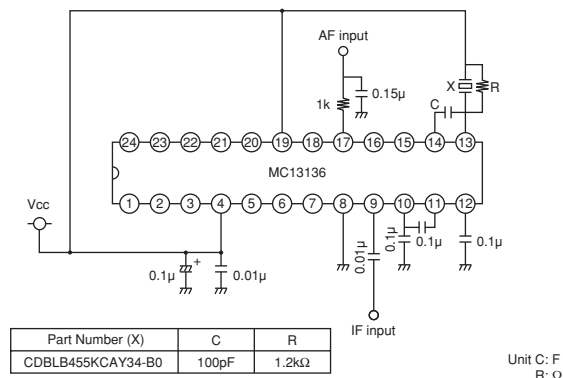 AF input
0.15µ
1k
X
R
C
24 23 22 21 20 19 18 17 16 15 14 13
MC13136
1 2 3 4 5 6 7 8 9 10 11 12
Vcc
+
0.1µ
0.01µ
0.01µ
0.1µ
0.1µ
0.1µ
IF input
Part Number (X) C R
CDBLB455KCAY34-B0 100pF 1.2kΩ
Unit C: F
R: Ω